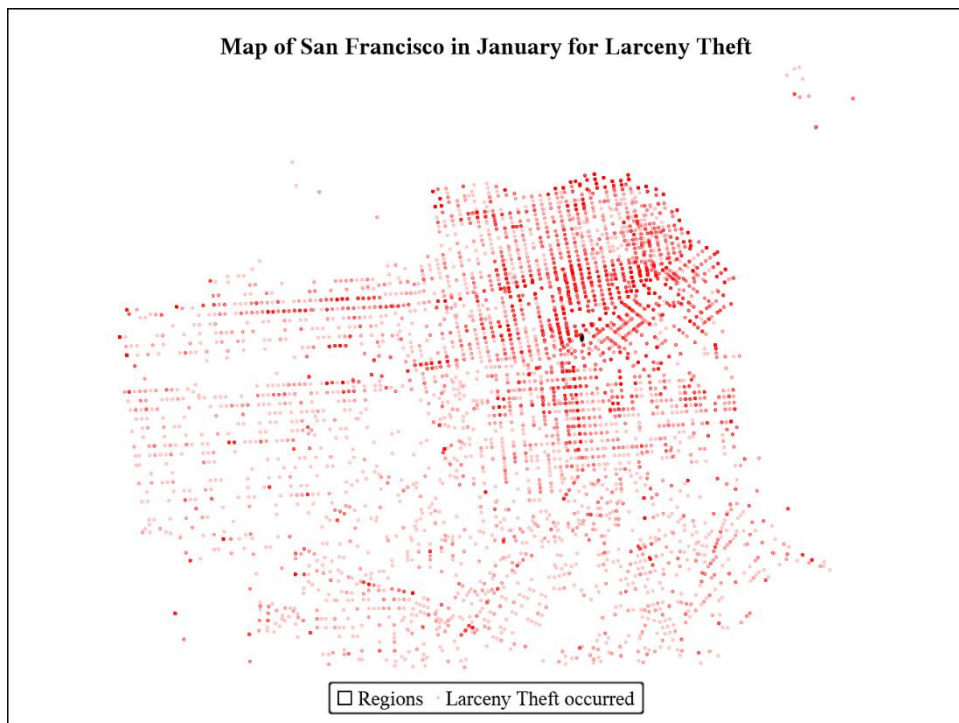 Map of San Francisco in January for Larceny Theft
Regions Larceny Theft occurred